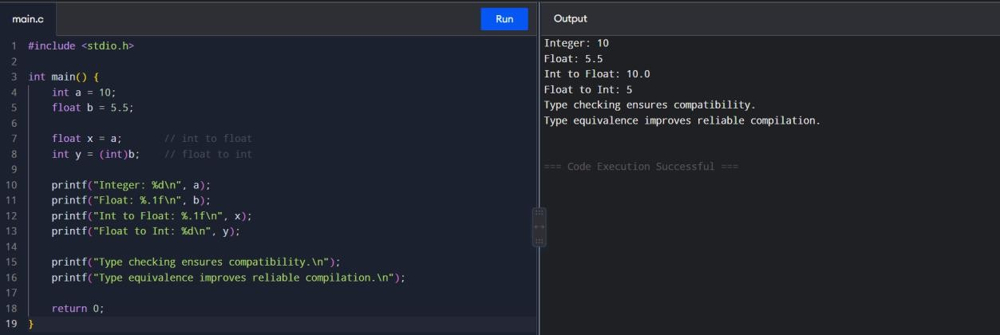 main.c
Run
Output
1 #include <stdio.h>
2
3 int main() {
4     int a = 10;
5     float b = 5.5;
6
7     float x = a;       // int to float
8     int y = (int)b;    // float to int
9
10     printf("Integer: %d\n", a);
11     printf("Float: %.1f\n", b);
12     printf("Int to Float: %.1f\n", x);
13     printf("Float to Int: %d\n", y);
14
15     printf("Type checking ensures compatibility.\n");
16     printf("Type equivalence improves reliable compilation.\n");
17
18     return 0;
19 }
Integer: 10
Float: 5.5
Int to Float: 10.0
Float to Int: 5
Type checking ensures compatibility.
Type equivalence improves reliable compilation.
=== Code Execution Successful ===